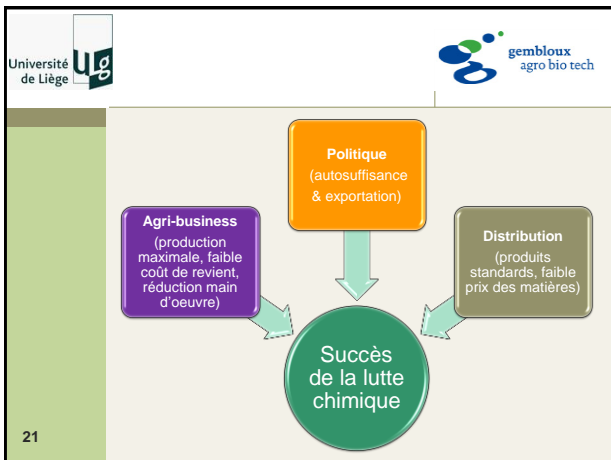 Université
de Liège
Ulg
gembloux
agro bio tech
Politique
(autosuffisance
& exportation)
Agri-business
(production
maximale, faible
coût de revient,
réduction main
d'oeuvre)
Distribution
(produits
standards, faible
prix des matières)
Succès
de la lutte
chimique
21